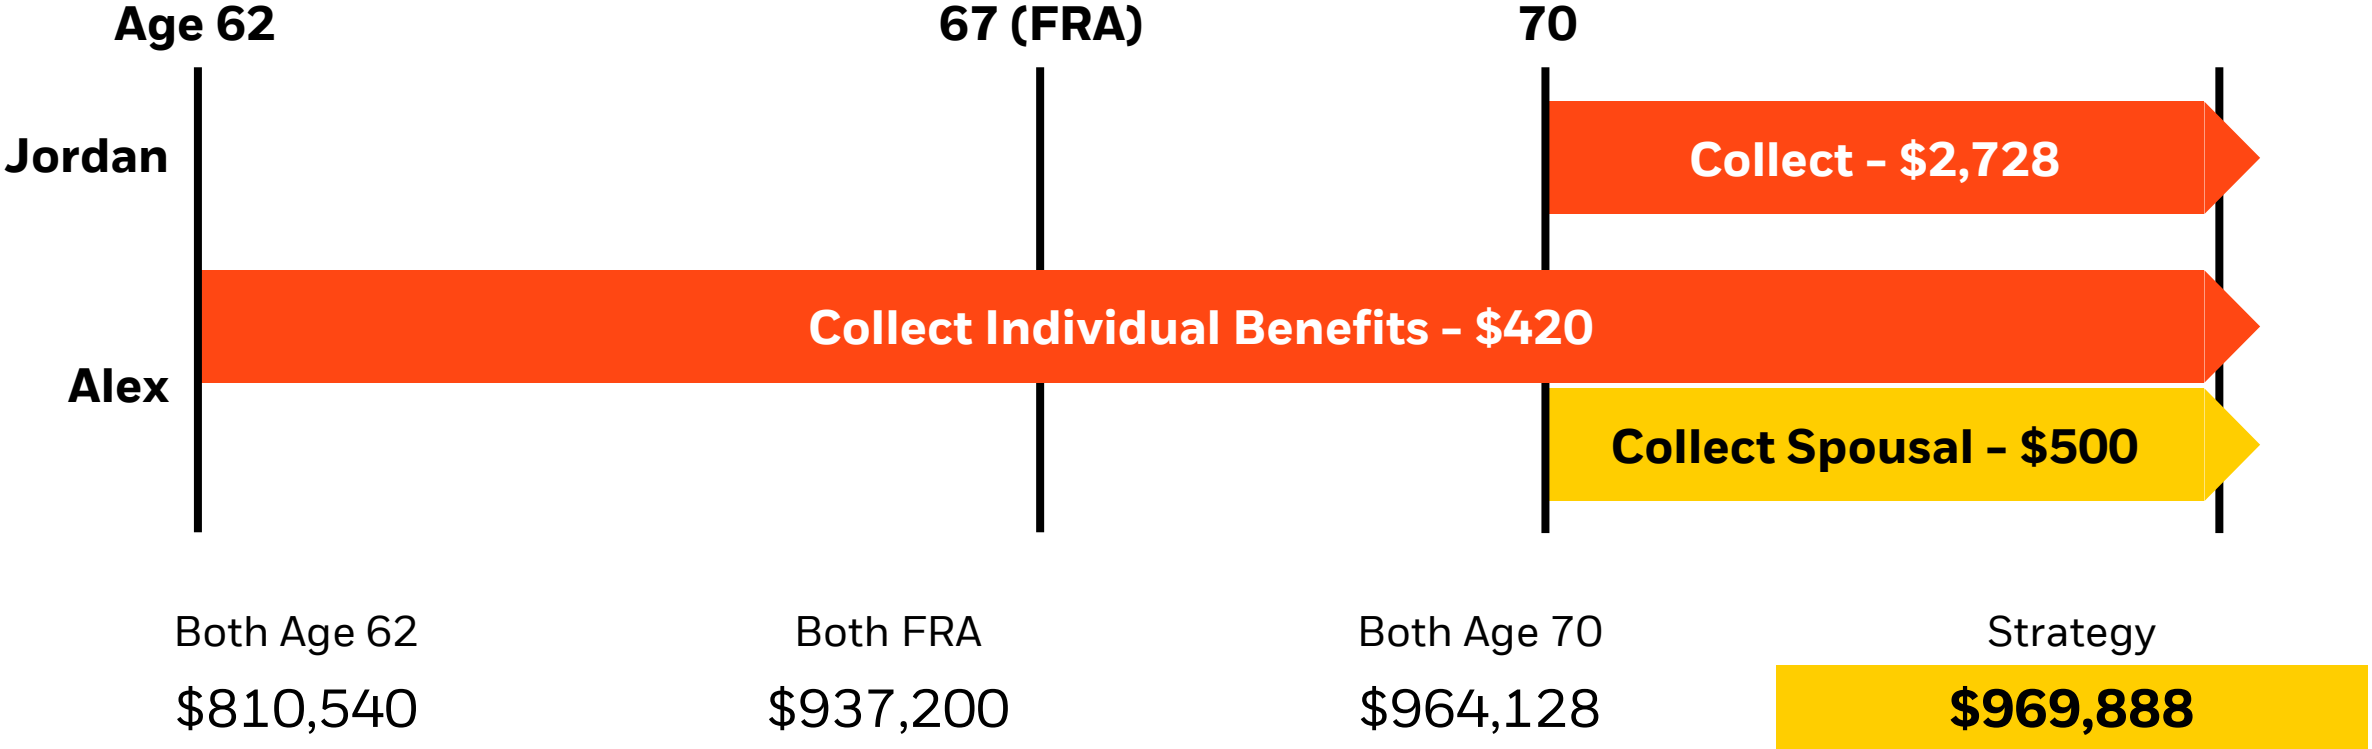 Age 62
67 (FRA)
70
Jordan
Collect - $2,728
Collect Individual Benefits - $420
Alex
Collect Spousal - $500
Both Age 62
Both FRA
Both Age 70
Strategy
$810,540
$937,200
$964,128
$969,888